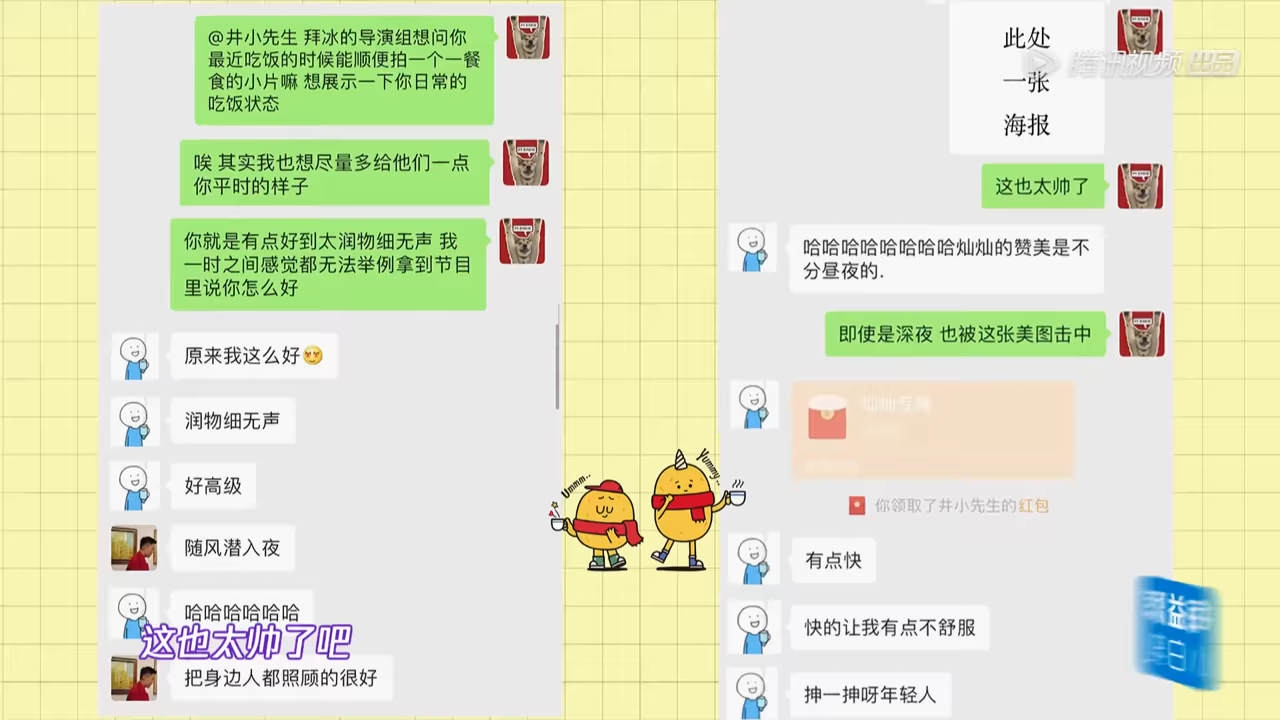 @井小先生 拜冰的导演组想问你
最近吃饭的时候能顺便拍一个一餐
食的小片嘛 想展示一下你日常的
吃饭状态
唉 其实我也想尽量多给他们一点
你平时的样子
你就是有点好到太润物细无声 我
一时之间感觉都无法举例拿到节目
里说你怎么好
原来我这么好
润物细无声
好高级
随风潜入夜
哈哈哈哈哈哈
这也太帅了吧
把身边人都照顾的很好
Ummm..
Yummy..
此处
一张
海报
腾讯视频 出品
这也太帅了
哈哈哈哈哈哈哈哈灿灿的赞美是不
分昼夜的.
即使是深夜 也被这张美图击中
你领取了井小先生的红包
有点快
快的让我有点不舒服
抻一抻呀年轻人